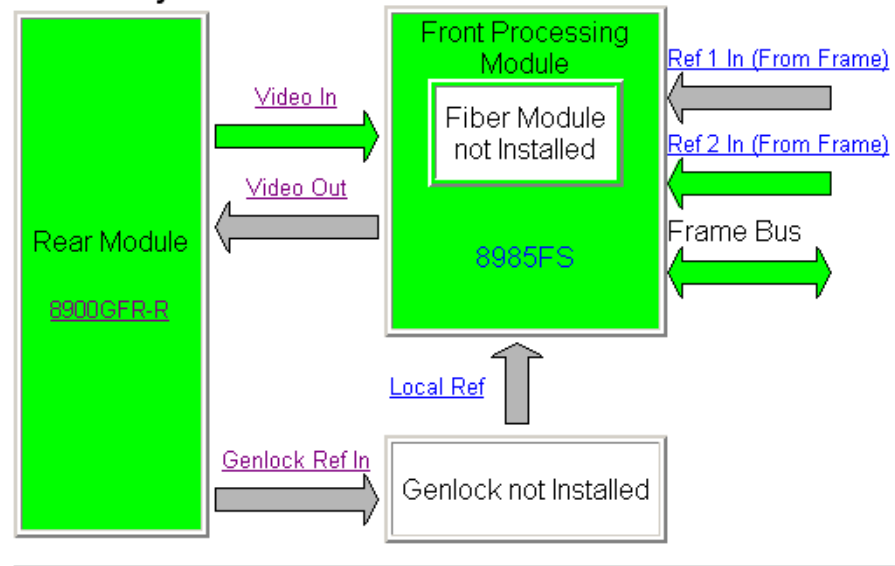 Front Processing
Module
Ref 1 In (From Frame)
Video In
Fiber Module
not Installed
Ref 2 In (From Frame)
Video Out
Rear Module
Frame Bus
8985FS
8900GFR-R
Local Ref
Genlock Ref In
Genlock not Installed